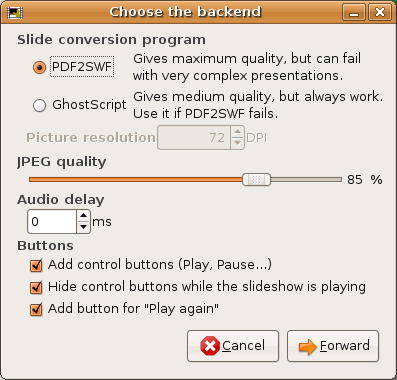 Choose the backend
Slide conversion program
PDF2SWF
Gives maximum quality, but can fail
with very complex presentations.
GhostScript
Gives medium quality, but always work.
Use it if PDF2SWF fails.
Picture resolution 72 DPI
JPEG quality
85 %
Audio delay
0 ms
Buttons
Add control buttons (Play, Pause...)
Hide control buttons while the slideshow is playing
Add button for "Play again"
Cancel Forward